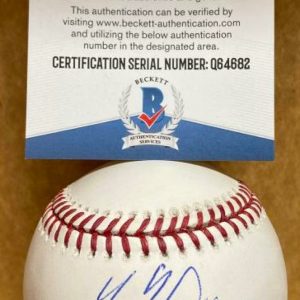 This authentication can be verified by
visiting www.beckett-authentication.com
and utilizing the below authentication
number in the designated area.
CERTIFICATION SERIAL NUMBER: Q64682
BECKETT
B
AUTHENTICATION